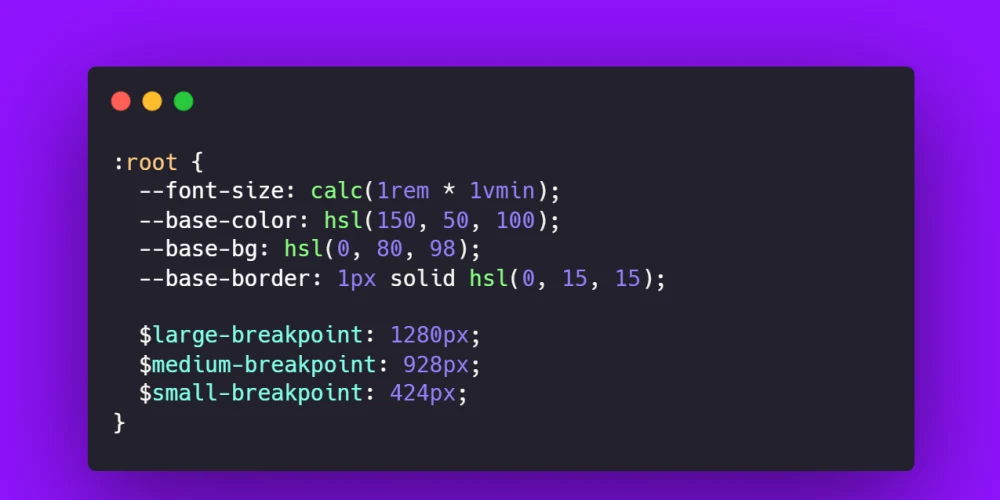 :root {
  --font-size: calc(1rem * 1vmin);
  --base-color: hsl(150, 50, 100);
  --base-bg: hsl(0, 80, 98);
  --base-border: 1px solid hsl(0, 15, 15);

  $large-breakpoint: 1280px;
  $medium-breakpoint: 928px;
  $small-breakpoint: 424px;
}